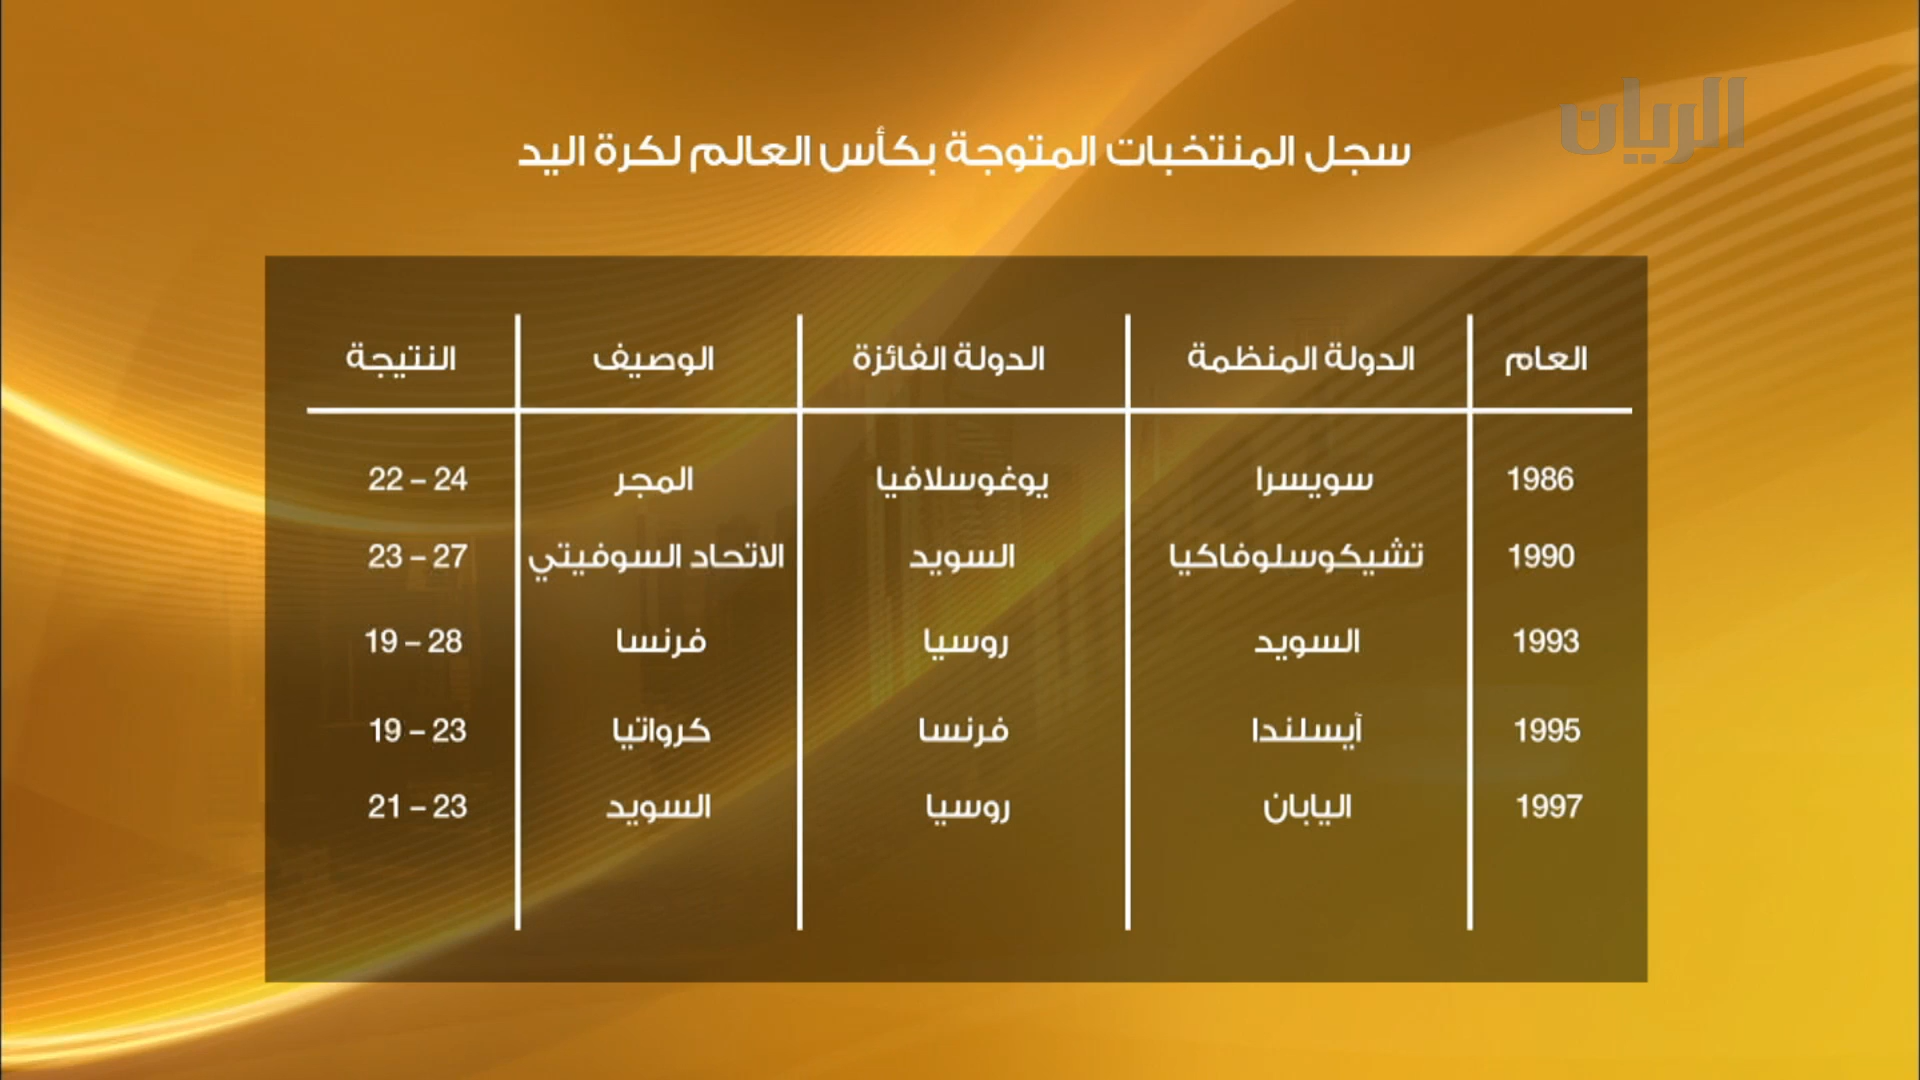 الريان
سجل المنتخبات المتوجة بكأس العالم لكرة اليد
العام الدولة المنظمة الدولة الفائزة الوصيف النتيجة
1986 سويسرا يوغوسلافيا المجر 22 – 24
1990 تشيكوسلوفاكيا السويد الاتحاد السوفيتي 23 – 27
1993 السويد روسيا فرنسا 19 – 28
1995 آيسلندا فرنسا كرواتيا 19 – 23
1997 اليابان روسيا السويد 21 – 23